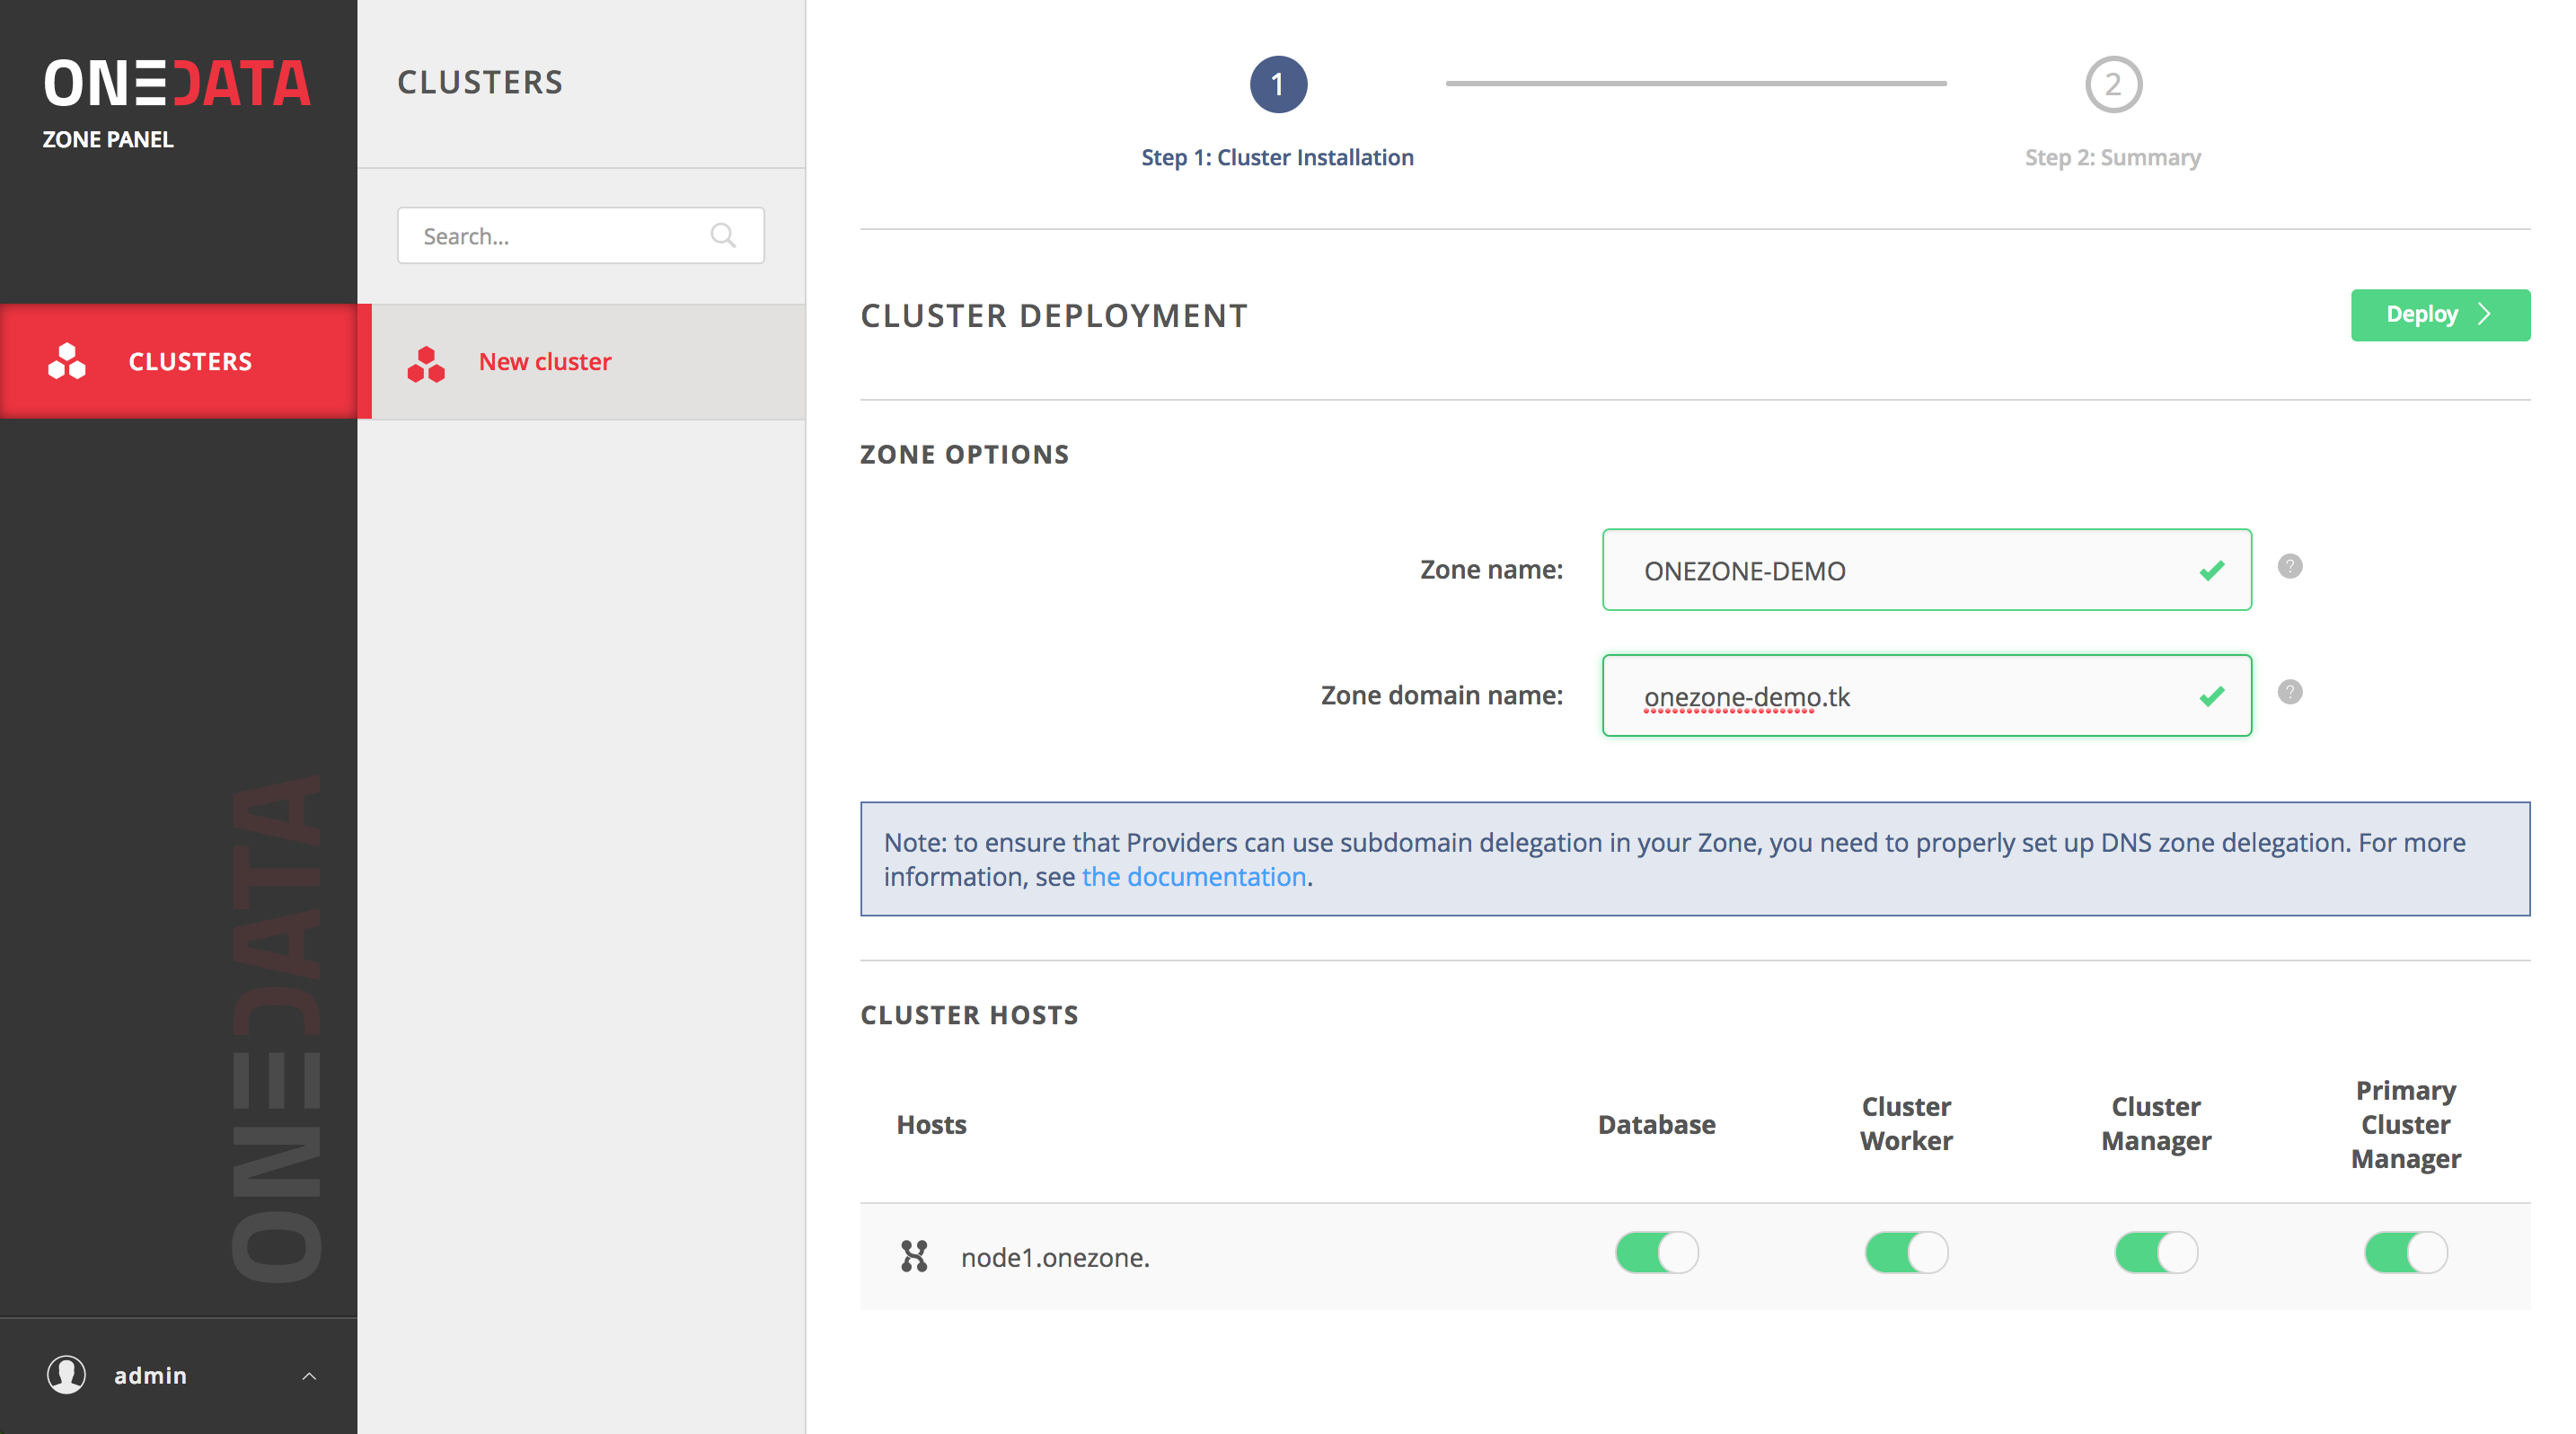 ONEDATA
ZONE PANEL
CLUSTERS
admin
ONEDATA
CLUSTERS
Search...
New cluster
1
2
Step 1: Cluster Installation
Step 2: Summary
CLUSTER DEPLOYMENT
Deploy
ZONE OPTIONS
Zone name:
ONEZONE-DEMO
?
Zone domain name:
onezone-demo.tk
?
Note: to ensure that Providers can use subdomain delegation in your Zone, you need to properly set up DNS zone delegation. For more
information, see the documentation.
CLUSTER HOSTS
Hosts
Database
Cluster
Worker
Cluster
Manager
Primary
Cluster
Manager
node1.onezone.